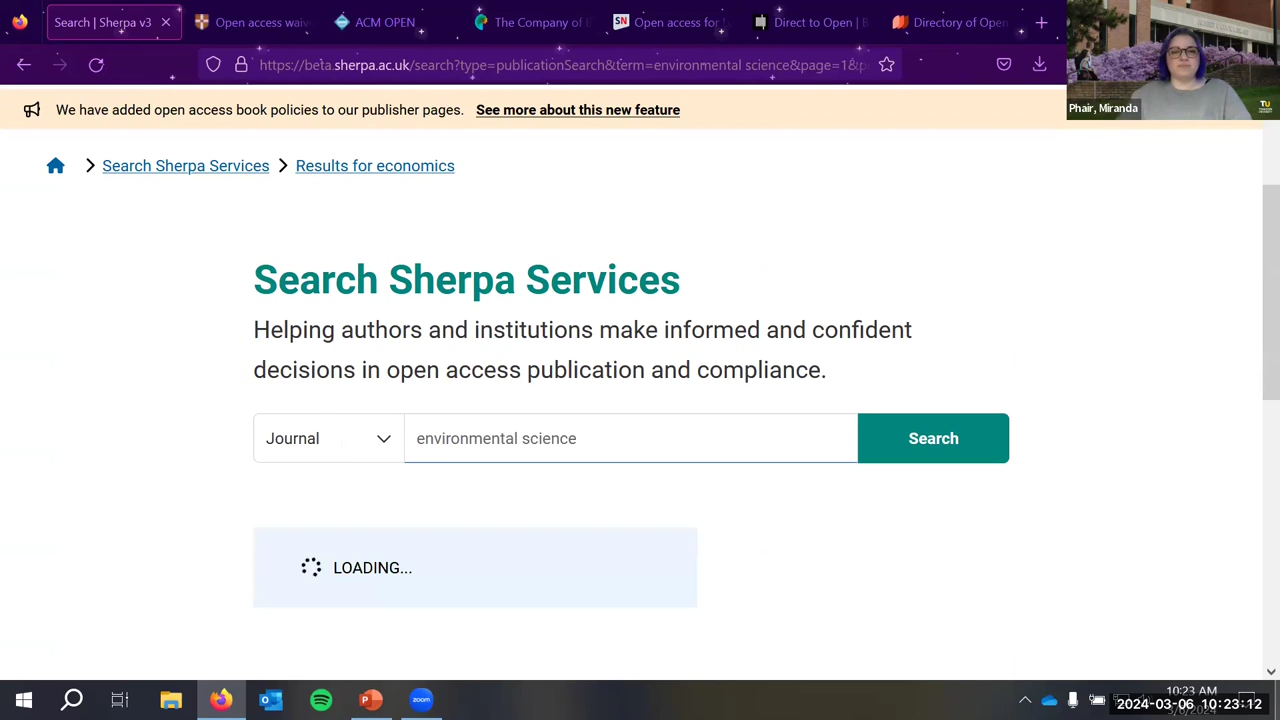 Search | Sherpa v3
Open access waiv
ACM OPEN
The Company of B
Open access for
Direct to Open | B
Directory of Open
https://beta.sherpa.ac.uk/search?type=publicationSearch&term=environmental science&page=1&p
Phair, Miranda
TU
We have added open access book policies to our publisher pages. See more about this new feature
Search Sherpa Services
Results for economics
Search Sherpa Services
Helping authors and institutions make informed and confident
decisions in open access publication and compliance.
Journal
environmental science
Search
LOADING...
zoom
10:23 AM
2024-03-06 10:23:12